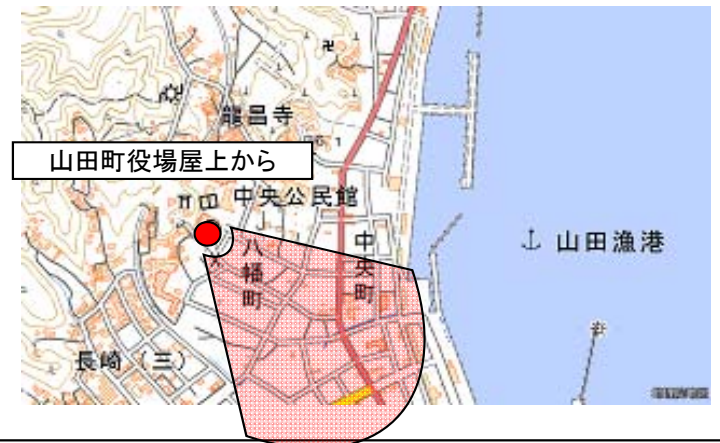 龍昌寺
山田町役場屋上から
中央公民館
八幡町
中央町
山田漁港
長崎(三)